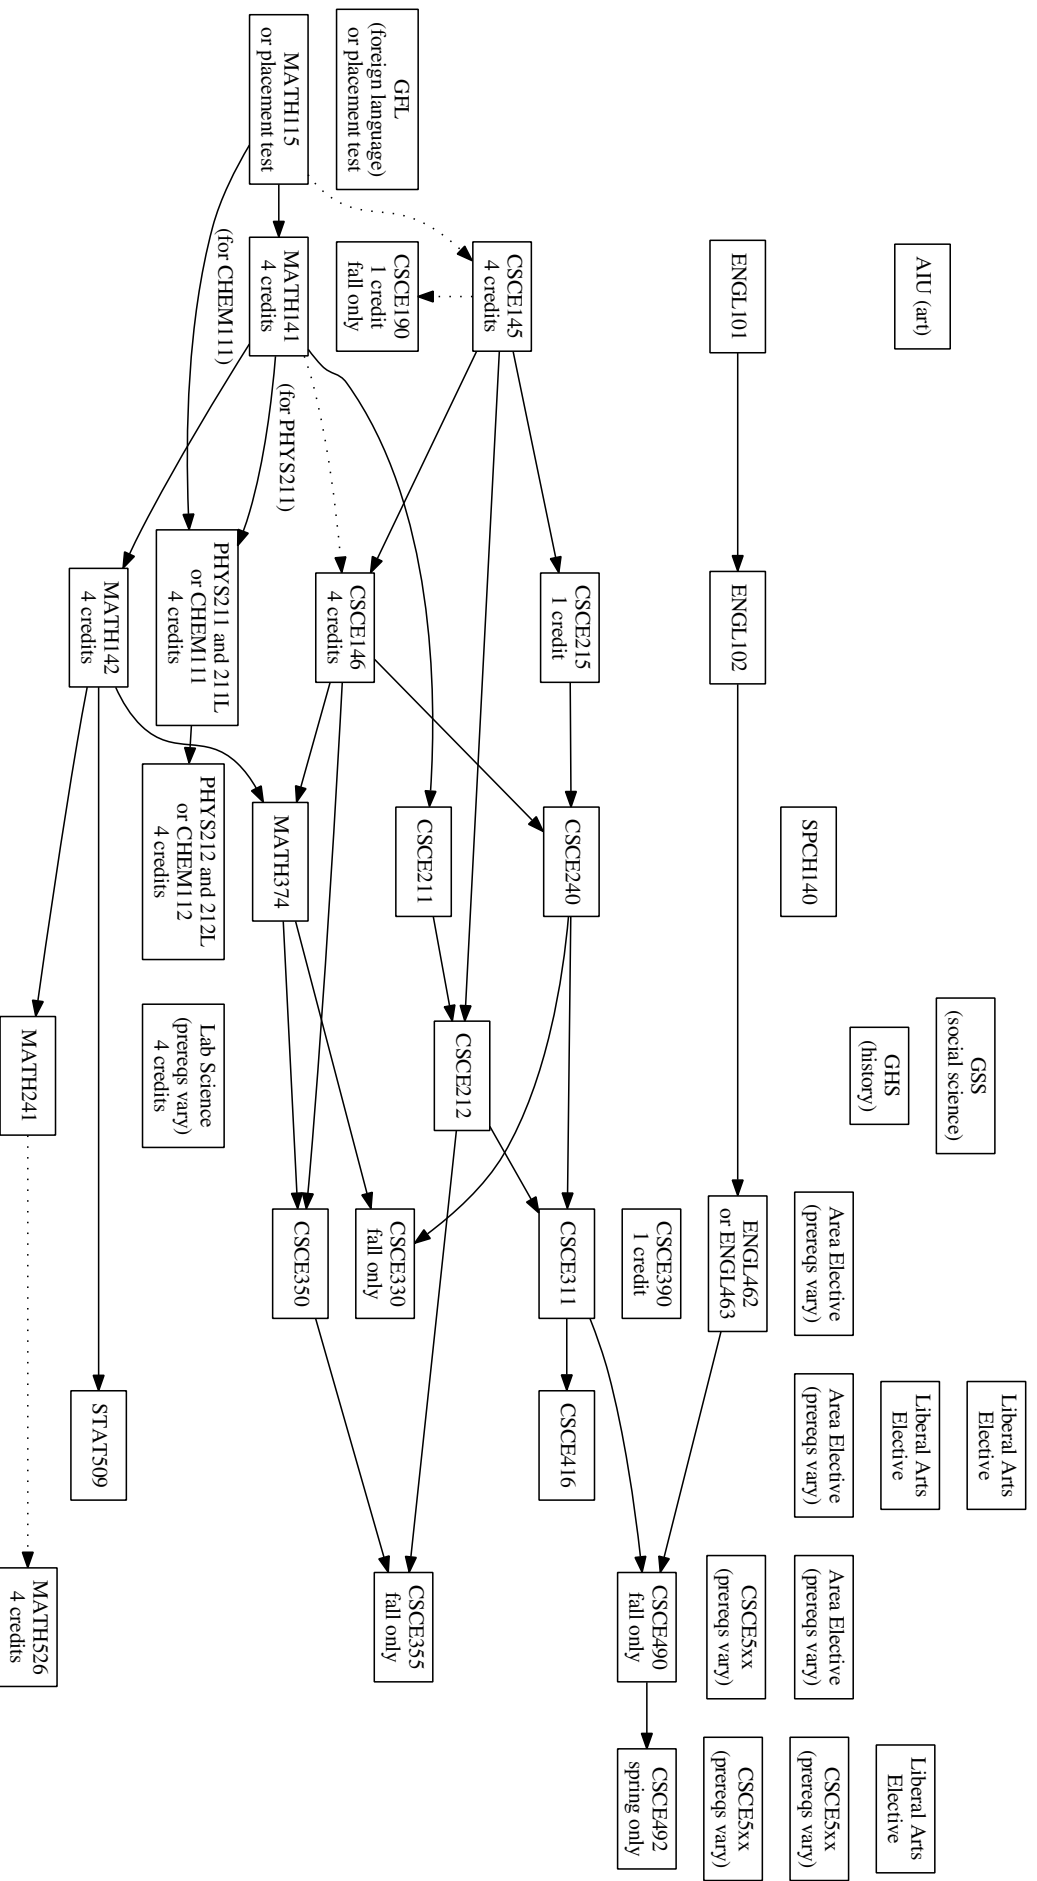 GFL
(foreign language)
or placement test
MATH115
or placement test
AIU (art)
ENGL101
CSCE145
4 credits
CSCE190
1 credit
fall only
MATH141
4 credits
(for CHEM111)
(for PHYS211)
ENGL102
CSCE215
1 credit
CSCE146
4 credits
PHYS211 and 211L
or CHEM111
4 credits
MATH142
4 credits
SPCH140
CSCE240
CSCE211
MATH374
PHYS212 and 212L
or CHEM112
4 credits
GSS
(social science)
GHS
(history)
CSCE212
Lab Science
(prereqs vary)
4 credits
MATH241
Area Elective
(prereqs vary)
ENGL462
or ENGL463
CSCE390
1 credit
CSCE311
CSCE330
fall only
CSCE350
Liberal Arts
Elective
Liberal Arts
Elective
Area Elective
(prereqs vary)
CSCE416
STAT509
Area Elective
(prereqs vary)
CSCE5xx
(prereqs vary)
CSCE490
fall only
CSCE355
fall only
MATH526
4 credits
Liberal Arts
Elective
CSCE5xx
(prereqs vary)
CSCE5xx
(prereqs vary)
CSCE492
spring only